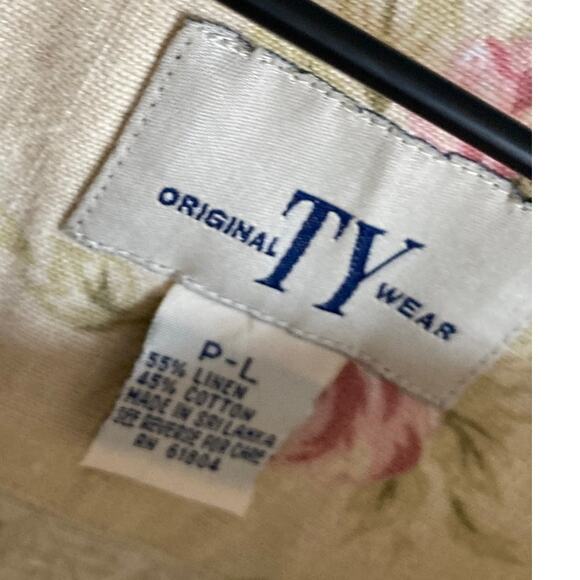 ORIGINAL TY WEAR
P-L
55% LINEN
45% COTTON
MADE IN SRI LANKA
SEE REVERSE FOR CARE
RN 61804